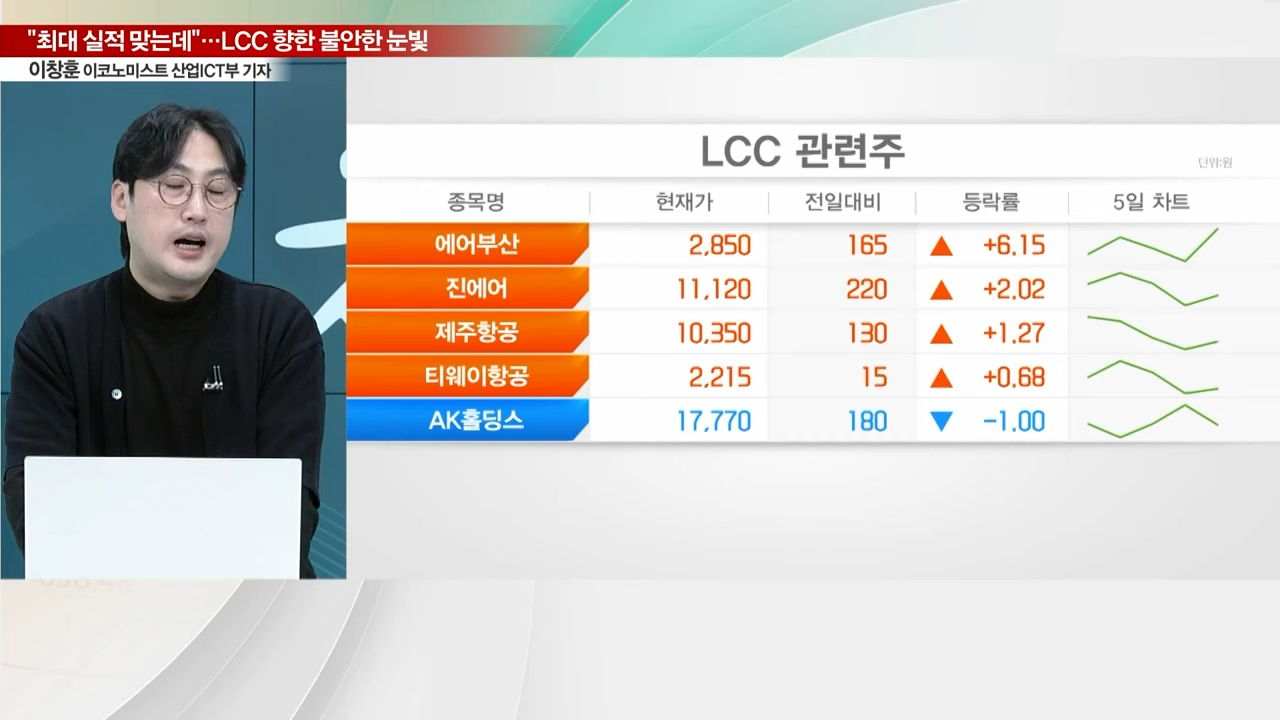 "최대 실적 맞는데"…LCC 향한 불안한 눈빛
이창훈 이코노미스트 산업ICT부 기자
LCC 관련주
단위:원
종목명 현재가 전일대비 등락률 5일 차트
에어부산 2,850 165 ▲ +6.15
진에어 11,120 220 ▲ +2.02
제주항공 10,350 130 ▲ +1.27
티웨이항공 2,215 15 ▲ +0.68
AK홀딩스 17,770 180 ▼ -1.00